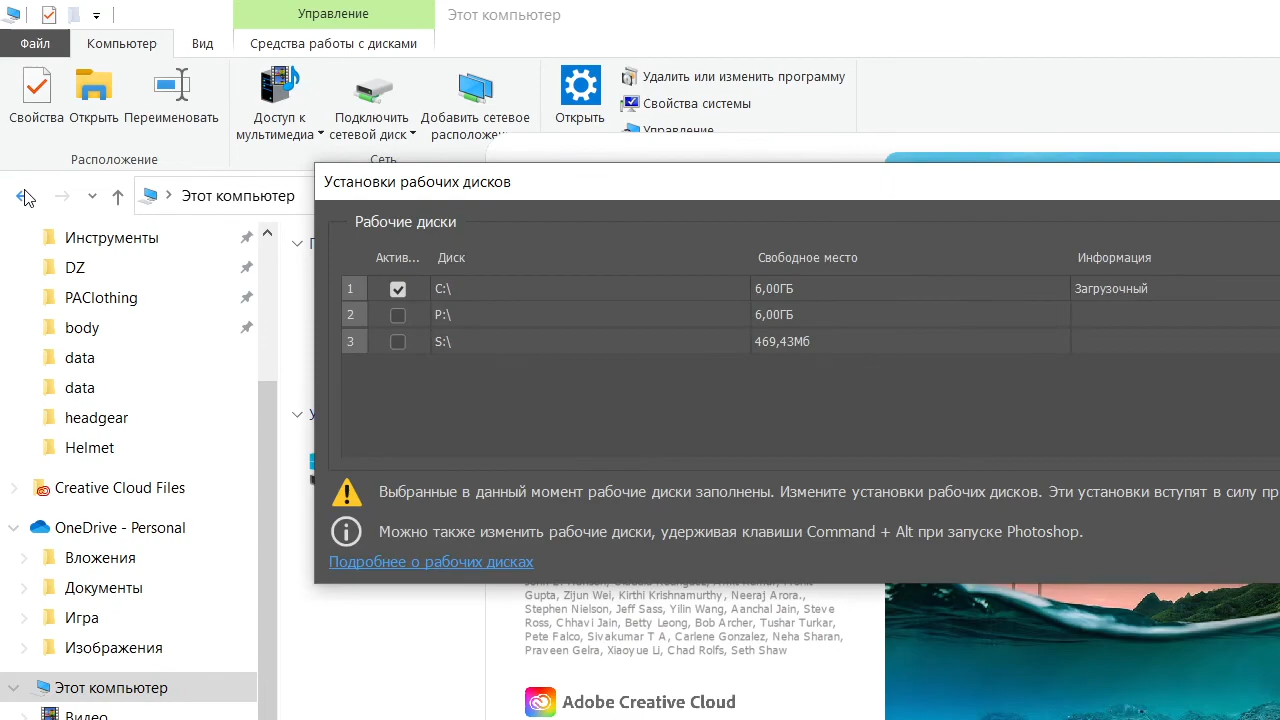 Управление
Этот компьютер
Файл
Компьютер
Вид
Средства работы с дисками
Свойства
Открыть
Переименовать
Доступ к
мультимедиа
Подключить
сетевой диск
Добавить сетевое
расположе
Открыть
Удалить или изменить программу
Свойства системы
Управление
Расположение
Сеть
Этот компьютер
Установки рабочих дисков
Рабочие диски
Актив...
Диск
Свободное место
Информация
1
C:\
6,00ГБ
Загрузочный
2
P:\
6,00ГБ
3
S:\
469,43Мб
Выбранные в данный момент рабочие диски заполнены. Измените установки рабочих дисков. Эти установки вступят в силу пр
Можно также изменить рабочие диски, удерживая клавиши Command + Alt при запуске Photoshop.
Подробнее о рабочих дисках
Инструменты
DZ
PAClothing
body
data
data
headgear
Helmet
Creative Cloud Files
OneDrive - Personal
Вложения
Документы
Игра
Изображения
Этот компьютер
Видео
Gupta, Zijun Wei, Kirthi Krishnamurthy, Neeraj Arora.,
Stephen Nielson, Jeff Sass, Yilin Wang, Aanchal Jain, Steve
Ross, Chhavi Jain, Betty Leong, Bob Archer, Tushar Turkar,
Pete Falco, Sivakumar T A, Carlene Gonzalez, Neha Sharan,
Praveen Gelra, Xiaoyue Li, Chad Rolfs, Seth Shaw
Adobe Creative Cloud